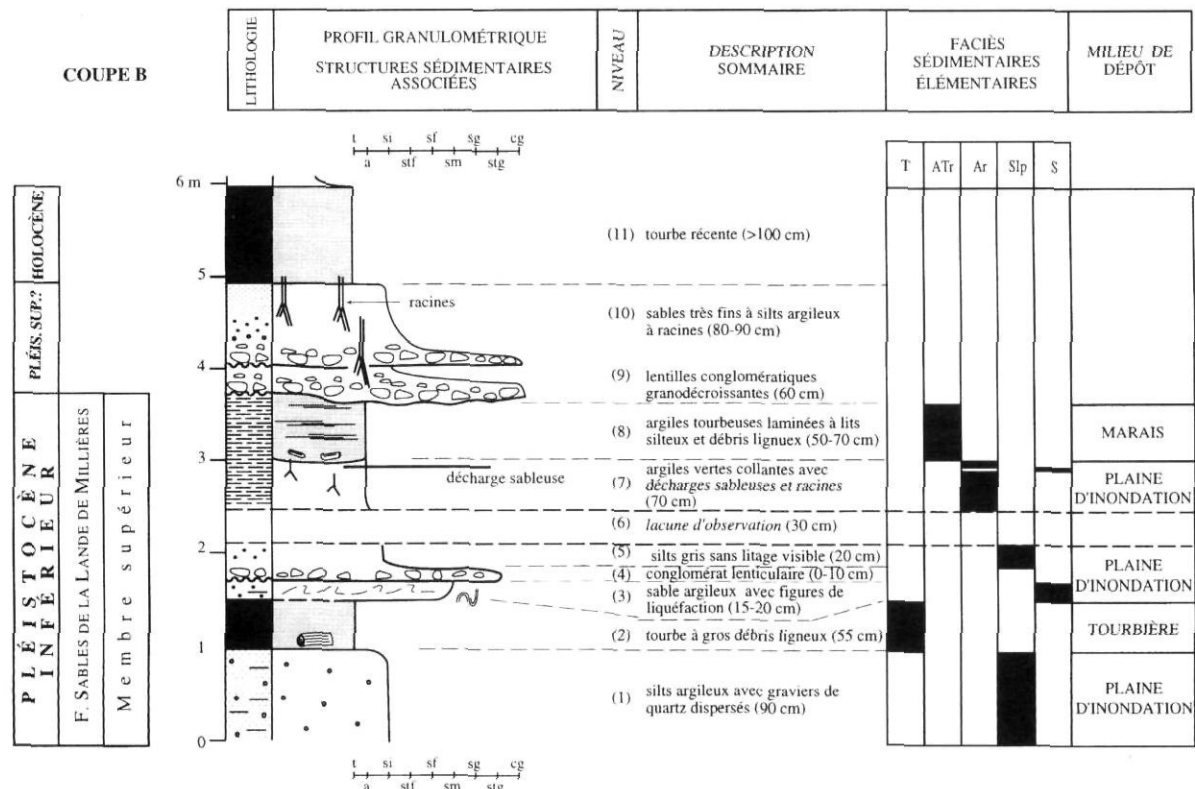 COUPE B
LITHOLOGIE
PROFIL GRANULOMÉTRIQUE
STRUCTURES SÉDIMENTAIRES
ASSOCIÉES
NIVEAU
DESCRIPTION
SOMMAIRE
FACIÈS
SÉDIMENTAIRES
ÉLÉMENTAIRES
MILIEU DE
DÉPÔT
t si sf sg cg
a stf sm stg
T ATr Ar Slp S
6 m
5
4
3
2
1
0
HOLOCÈNE
PLÉIS. SUP.?
PLÉISTOCÈNE
INFÉRIEUR
F. SABLES DE LA LANDE DE MILLIÈRES
Membre supérieur
racines
décharge sableuse
(11) tourbe récente (>100 cm)
(10) sables très fins à silts argileux
à racines (80-90 cm)
(9) lentilles conglomératiques
granodécroissantes (60 cm)
(8) argiles tourbeuses laminées à lits
silteux et débris lignuex (50-70 cm)
(7) argiles vertes collantes avec
décharges sableuses et racines
(70 cm)
(6) lacune d'observation (30 cm)
(5) silts gris sans litage visible (20 cm)
(4) conglomérat lenticulaire (0-10 cm)
(3) sable argileux avec figures de
liquéfaction (15-20 cm)
(2) tourbe à gros débris ligneux (55 cm)
(1) silts argileux avec graviers de
quartz dispersés (90 cm)
MARAIS
PLAINE
D'INONDATION
PLAINE
D'INONDATION
TOURBIÈRE
PLAINE
D'INONDATION
t si sf sg cg
a stf sm stg